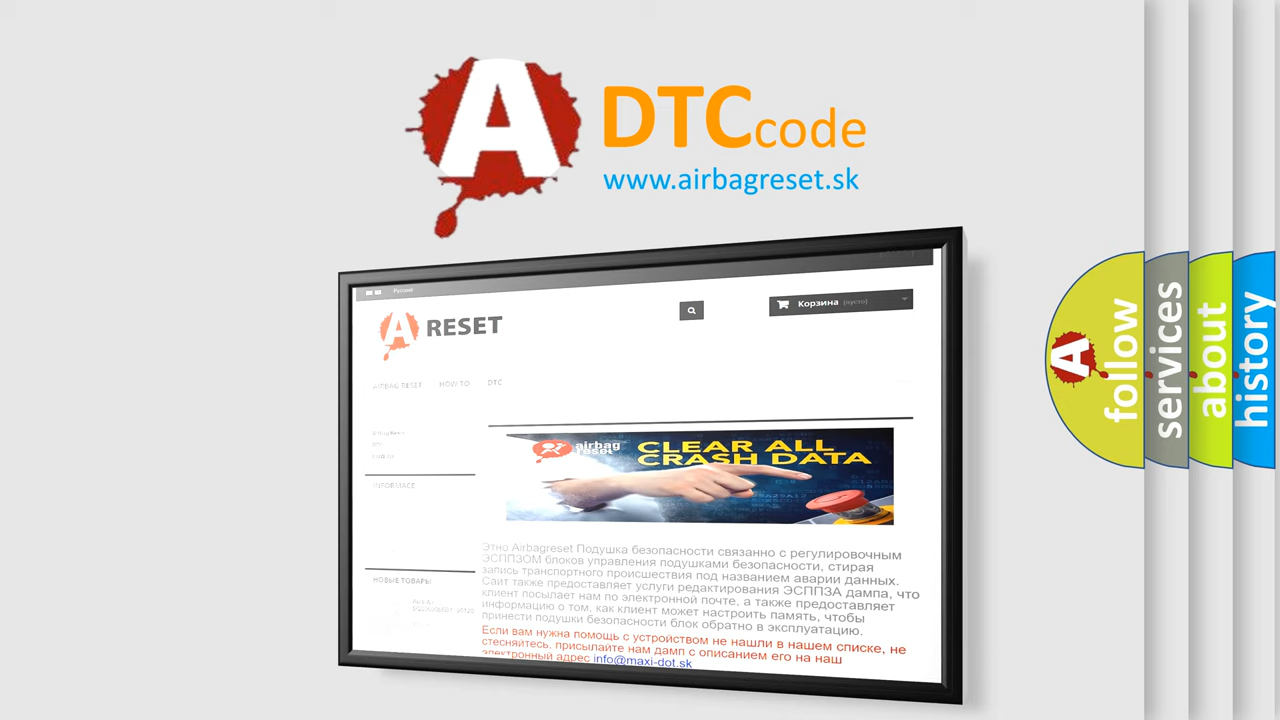 A
DTCcode
www.airbagreset.sk
Русский
Корзина (пусто)
A RESET
AIRBAG RESET HOW TO DTC
INFORMACE
НОВЫЕ ТОВАРЫ
airbag
reset
CLEAR ALL
CRASH DATA
Этно Airbagreset Подушка безопасности связанно с регулировочным
ЭСППЗОМ блоков управления подушками безопасности, стирая
запись транспортного происшествия под названием аварии данных.
Сайт также предоставляет услуги редактирования ЭСППЗА дампа, что
клиент посылает нам по электронной почте, а также предоставляет
информацию о том, как клиент может настроить память, чтобы
принести подушки безопасности блок обратно в эксплуатацию.
Если вам нужна помощь с устройством не нашли в нашем списке, не
стесняйтесь, присылайте нам дамп с описанием его на наш
электронный адрес info@maxi-dot.sk
A
follow
services
about
history